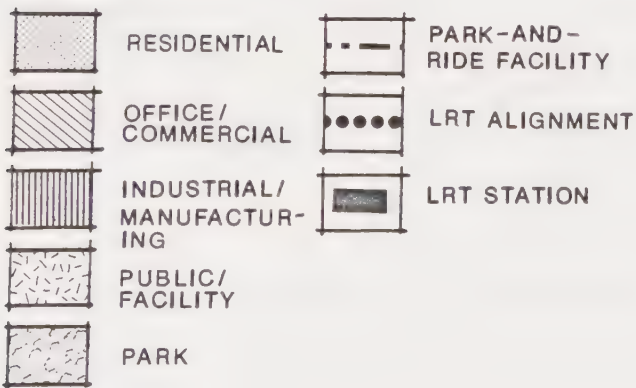 RESIDENTIAL
OFFICE/
COMMERCIAL
INDUSTRIAL/
MANUFACTUR-
ING
PUBLIC/
FACILITY
PARK
PARK-AND-
RIDE FACILITY
LRT ALIGNMENT
LRT STATION